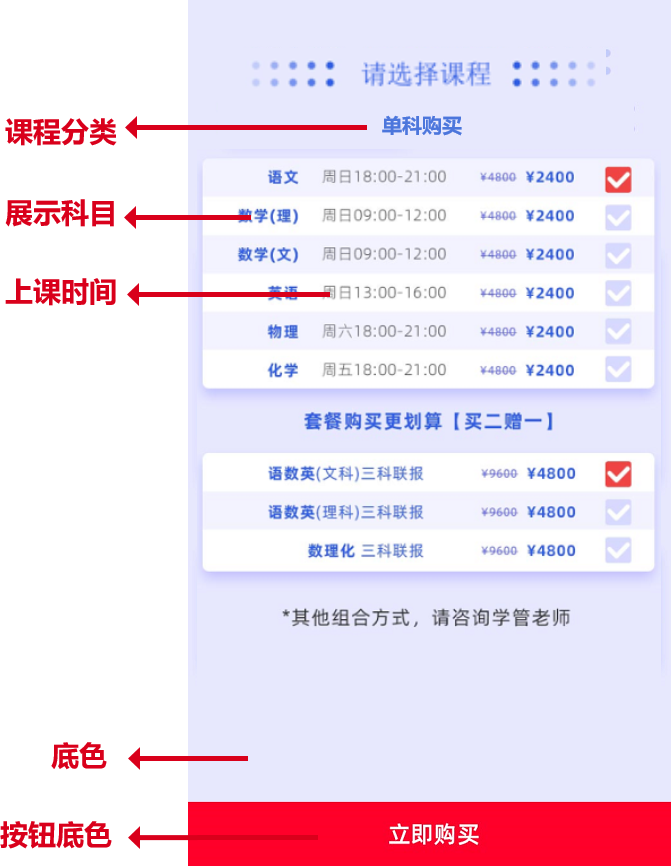 请选择课程
课程分类 单科购买
语文 周日18:00-21:00 ¥4800 ¥2400
展示科目 数学(理) 周日09:00-12:00 ¥4800 ¥2400
数学(文) 周日09:00-12:00 ¥4800 ¥2400
上课时间 英语 周日13:00-16:00 ¥4800 ¥2400
物理 周六18:00-21:00 ¥4800 ¥2400
化学 周五18:00-21:00 ¥4800 ¥2400
套餐购买更划算【买二赠一】
语数英(文科)三科联报 ¥9600 ¥4800
语数英(理科)三科联报 ¥9600 ¥4800
数理化 三科联报 ¥9600 ¥4800
*其他组合方式，请咨询学管老师
底色
按钮底色 立即购买